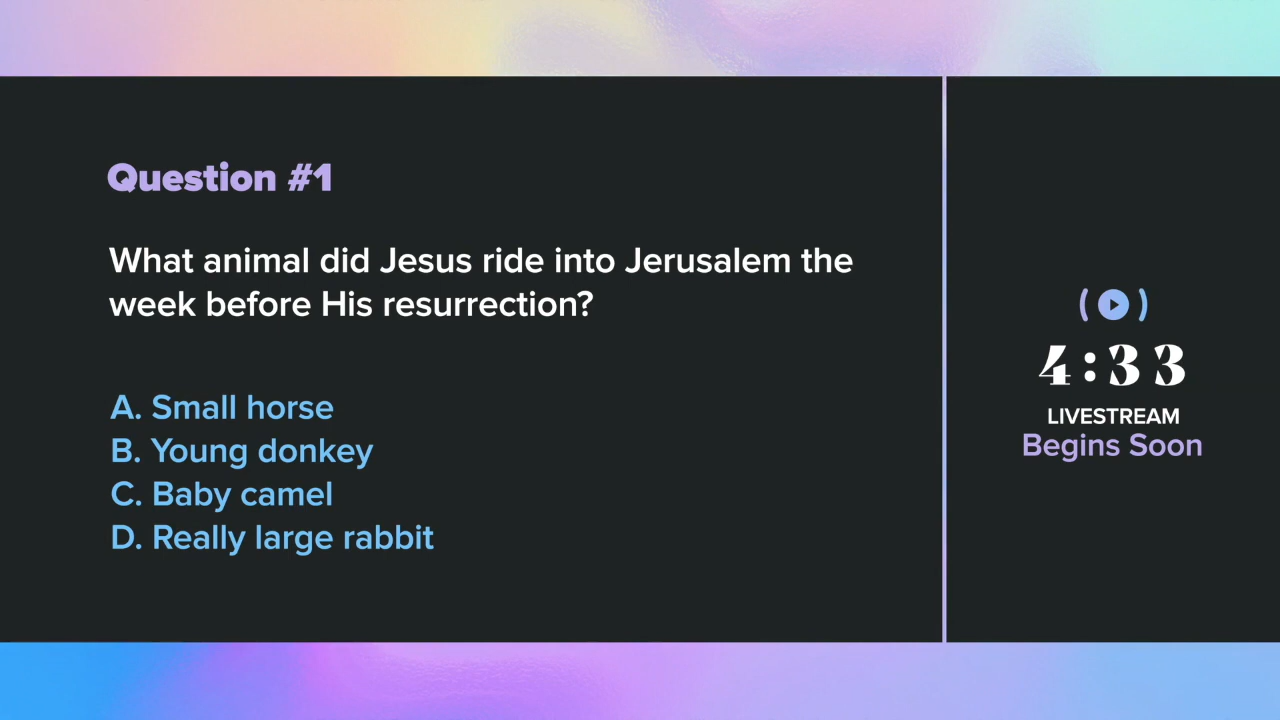 Question #1
What animal did Jesus ride into Jerusalem the
week before His resurrection?
A. Small horse
B. Young donkey
C. Baby camel
D. Really large rabbit
4:33
LIVESTREAM
Begins Soon